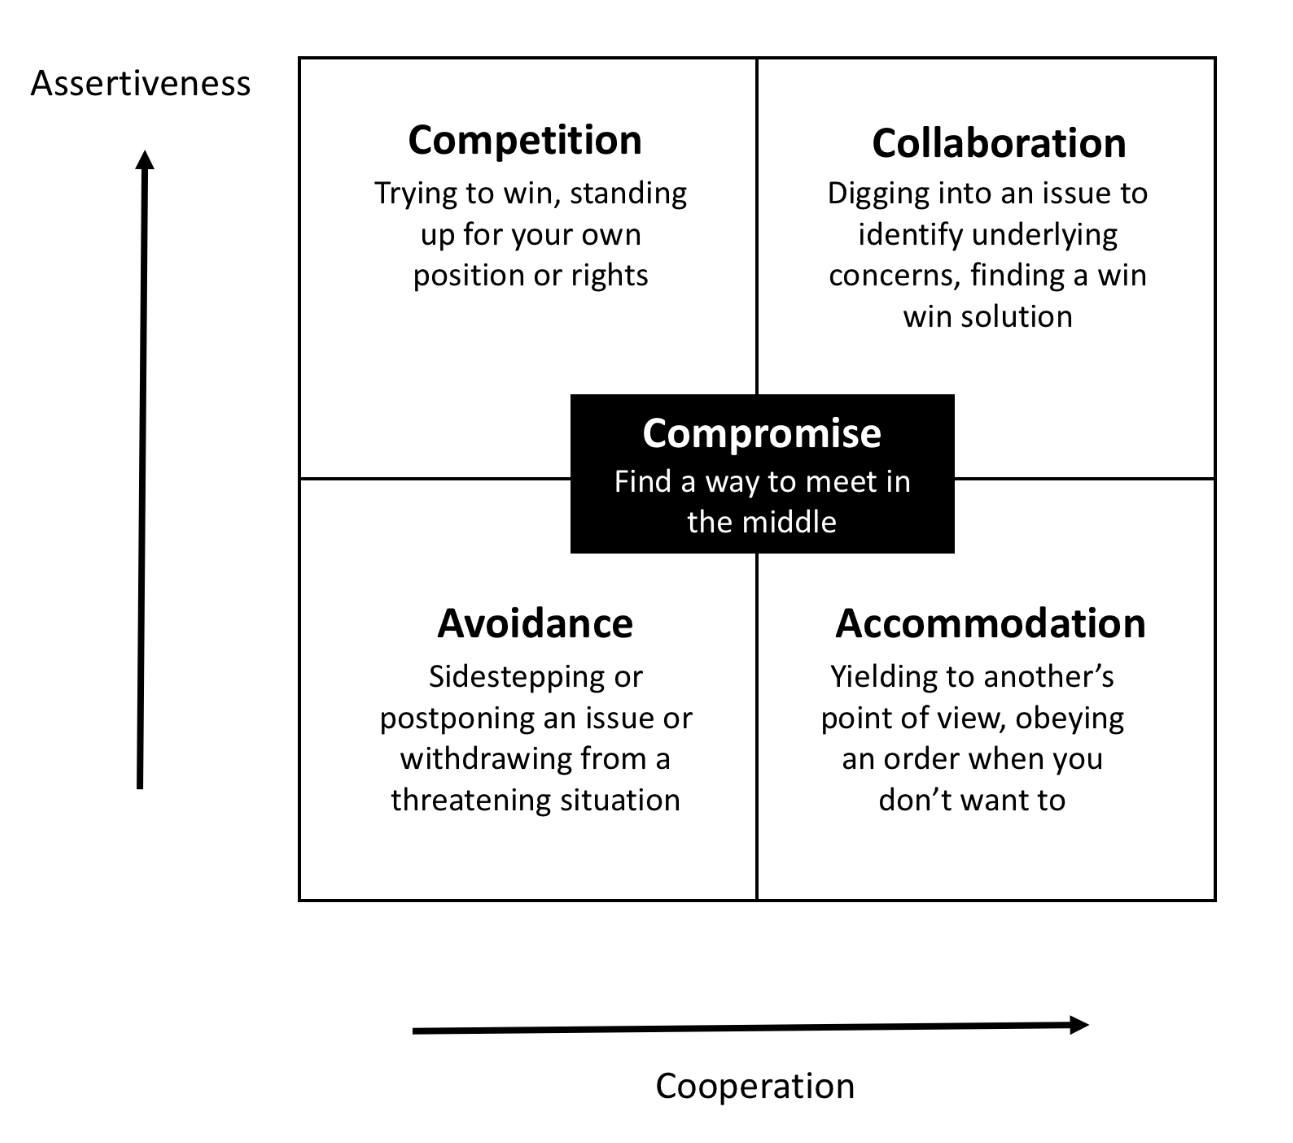 Assertiveness
Competition
Trying to win, standing
up for your own
position or rights
Collaboration
Digging into an issue to
identify underlying
concerns, finding a win
win solution
Compromise
Find a way to meet in
the middle
Avoidance
Sidestepping or
postponing an issue or
withdrawing from a
threatening situation
Accommodation
Yielding to another’s
point of view, obeying
an order when you
don’t want to
Cooperation